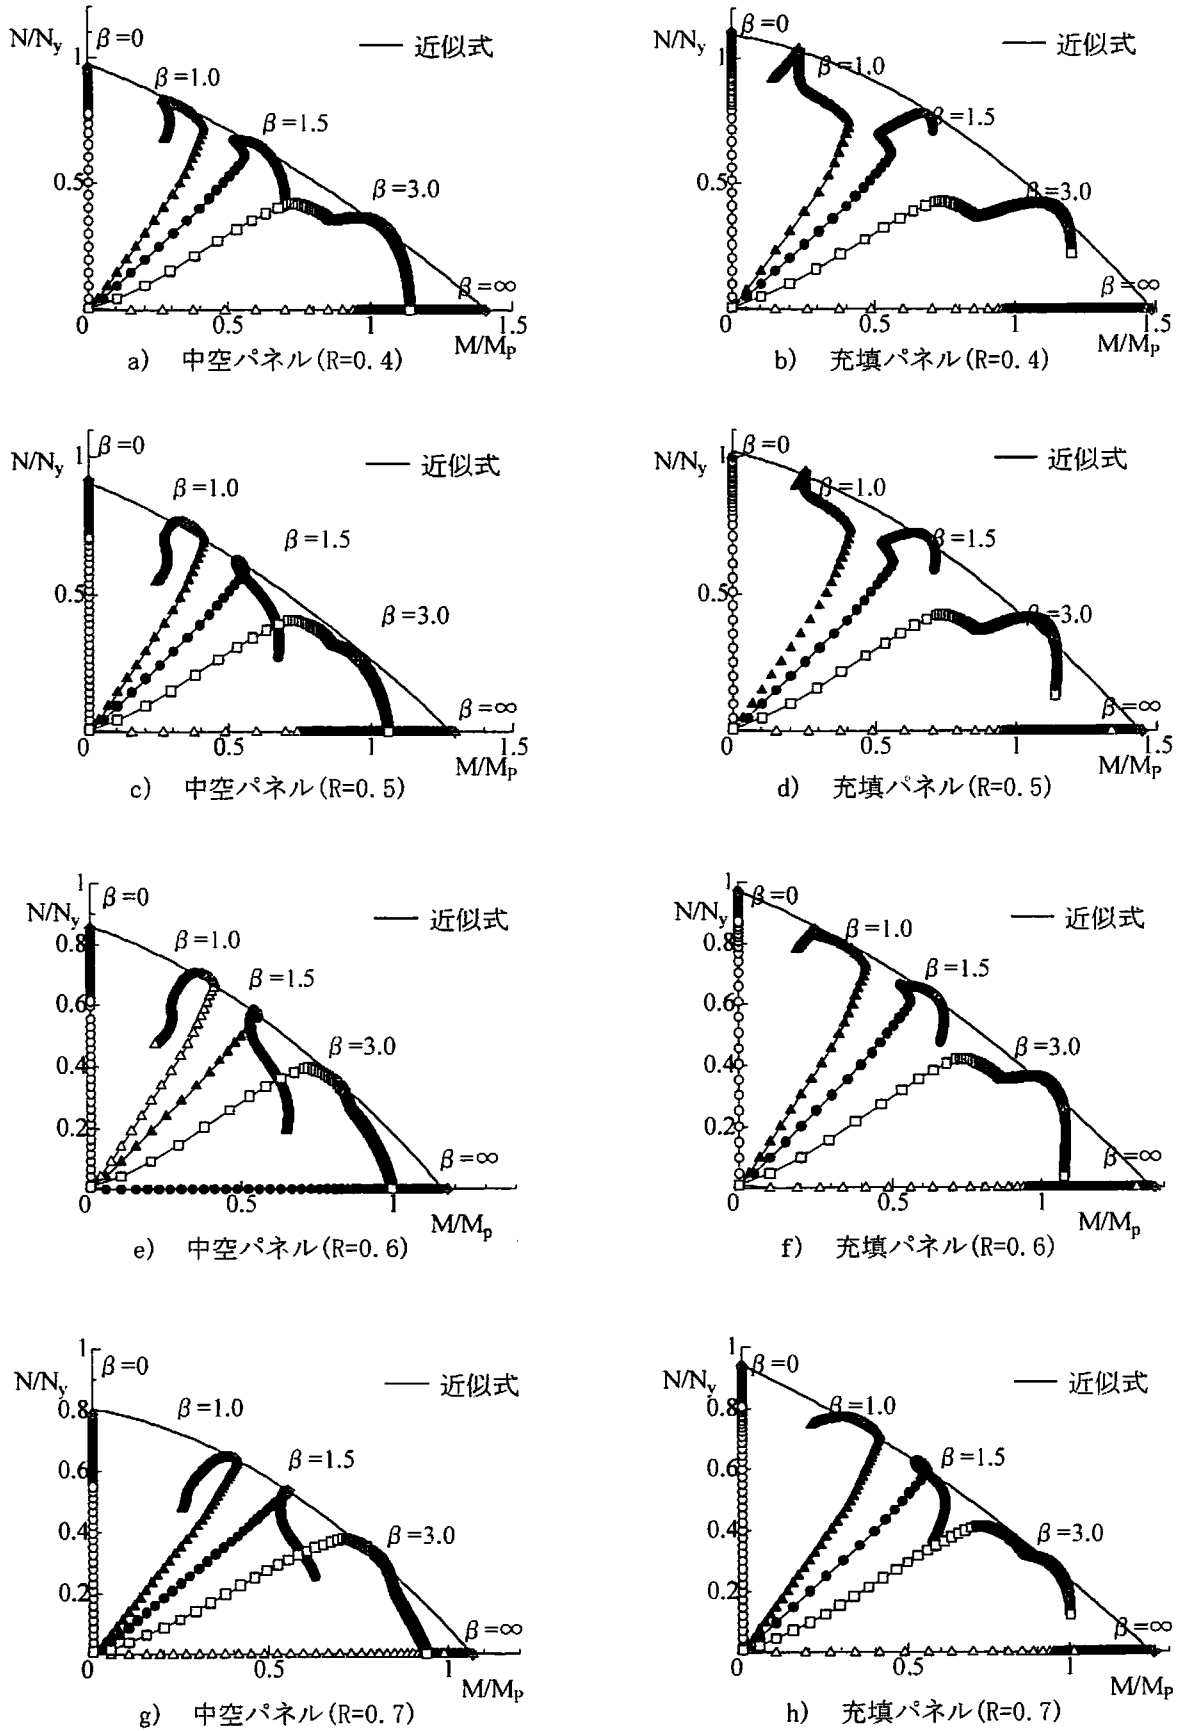 N/Ny β=0 — 近似式
1
β=1.0
β=1.5
0.5
β=3.0
β=∞
0 0.5 1 1.5
M/Mp
a) 中空パネル(R=0.4)
N/Ny β=0 — 近似式
1
β=1.0
β=1.5
0.5
β=3.0
β=∞
0 0.5 1 1.5
M/Mp
b) 充填パネル(R=0.4)
1 β=0
N/Ny — 近似式
β=1.0
β=1.5
0.5
β=3.0
β=∞
0 0.5 1 1.5
M/Mp
c) 中空パネル(R=0.5)
1 β=0
N/Ny — 近似式
β=1.0
β=1.5
0.5
β=3.0
β=∞
0 0.5 1 1.5
M/Mp
d) 充填パネル(R=0.5)
1 β=0
N/Ny — 近似式
0.8
β=1.0
β=1.5
0.6
β=3.0
0.4
0.2
β=∞
0 0.5 1
M/Mp
e) 中空パネル(R=0.6)
1 β=0
N/Ny — 近似式
0.8
β=1.0
β=1.5
0.6
β=3.0
0.4
0.2
β=∞
0 0.5 1
M/Mp
f) 充填パネル(R=0.6)
1
β=0
N/Ny — 近似式
0.8
β=1.0
β=1.5
0.6
β=3.0
0.4
0.2
β=∞
0 0.5 1
M/Mp
g) 中空パネル(R=0.7)
1
β=0
N/Ny — 近似式
0.8
β=1.0
β=1.5
0.6
β=3.0
0.4
0.2
β=∞
0 0.5 1
M/Mp
h) 充填パネル(R=0.7)